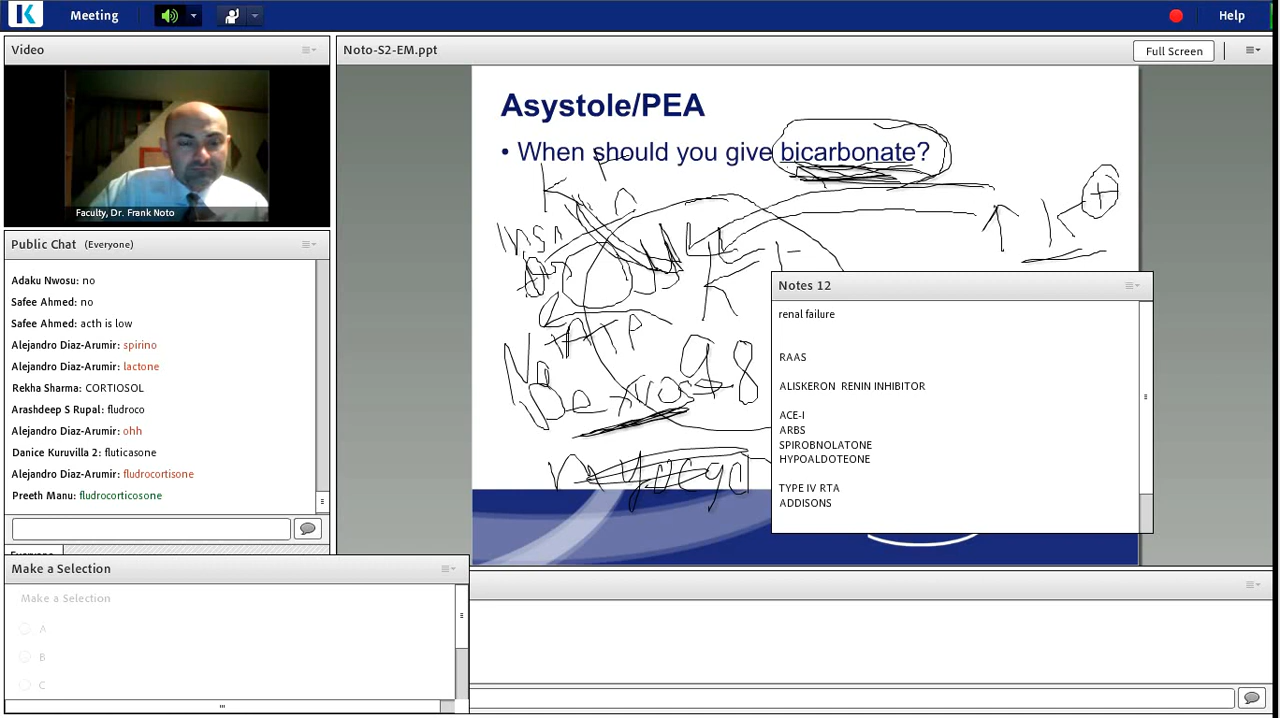 K
Meeting
Help
Video
Faculty, Dr. Frank Noto
Public Chat (Everyone)
Adaku Nwosu: no
Safee Ahmed: no
Safee Ahmed: acth is low
Alejandro Diaz-Arumir: spirino
Alejandro Diaz-Arumir: lactone
Rekha Sharma: CORTIOSOL
Arashdeep S Rupal: fludroco
Alejandro Diaz-Arumir: ohh
Danice Kuruvilla 2: fluticasone
Alejandro Diaz-Arumir: fludrocortisone
Preeth Manu: fludrocorticosone
Everyone
Make a Selection
Make a Selection
A
B
C
Noto-S2-EM.ppt
Full Screen
Asystole/PEA
• When should you give bicarbonate?
↑ K+
K
ATP
Notes 12
renal failure
RAAS
ALISKERON RENIN INHIBITOR
ACE-I
ARBS
SPIROBNOLATONE
HYPOALDOTEONE
TYPE IV RTA
ADDISONS